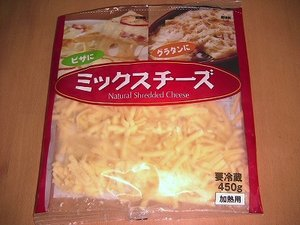 ピザに
グラタンに
ミックスチーズ
Natural Shredded Cheese
要冷蔵
450g
加熱用